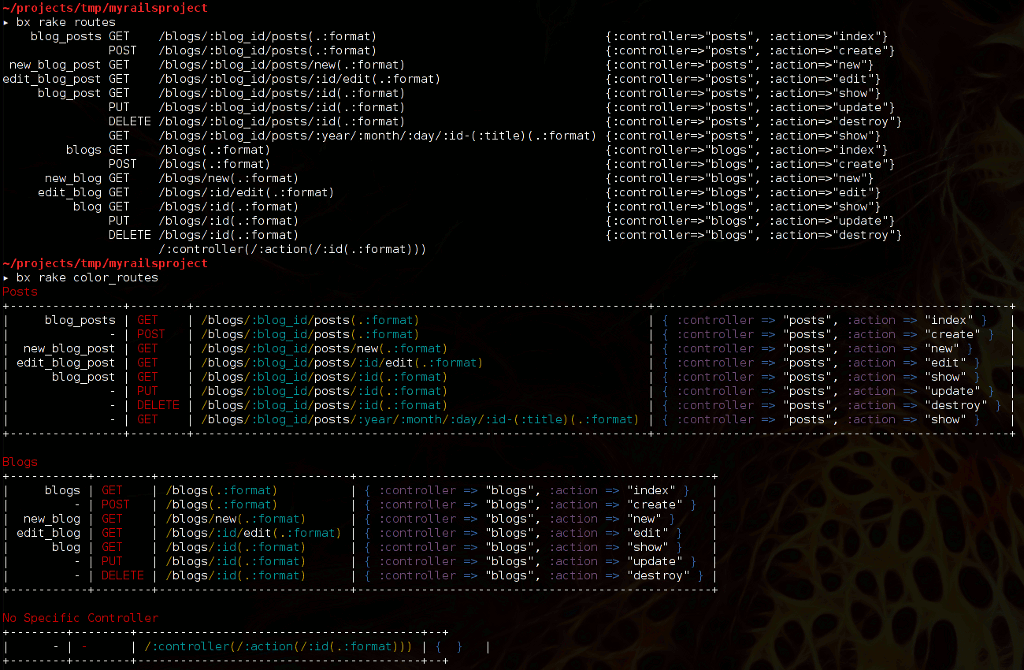 ~/projects/tmp/myrailsproject
▸ bx rake routes
    blog_posts GET    /blogs/:blog_id/posts(.:format)                                 {:controller=>"posts", :action=>"index"}
               POST   /blogs/:blog_id/posts(.:format)                                 {:controller=>"posts", :action=>"create"}
 new_blog_post GET    /blogs/:blog_id/posts/new(.:format)                             {:controller=>"posts", :action=>"new"}
edit_blog_post GET    /blogs/:blog_id/posts/:id/edit(.:format)                        {:controller=>"posts", :action=>"edit"}
     blog_post GET    /blogs/:blog_id/posts/:id(.:format)                             {:controller=>"posts", :action=>"show"}
               PUT    /blogs/:blog_id/posts/:id(.:format)                             {:controller=>"posts", :action=>"update"}
               DELETE /blogs/:blog_id/posts/:id(.:format)                             {:controller=>"posts", :action=>"destroy"}
               GET    /blogs/:blog_id/posts/:year/:month/:day/:id-(:title)(.:format) {:controller=>"posts", :action=>"show"}
         blogs GET    /blogs(.:format)                                                {:controller=>"blogs", :action=>"index"}
               POST   /blogs(.:format)                                                {:controller=>"blogs", :action=>"create"}
      new_blog GET    /blogs/new(.:format)                                            {:controller=>"blogs", :action=>"new"}
     edit_blog GET    /blogs/:id/edit(.:format)                                       {:controller=>"blogs", :action=>"edit"}
          blog GET    /blogs/:id(.:format)                                            {:controller=>"blogs", :action=>"show"}
               PUT    /blogs/:id(.:format)                                            {:controller=>"blogs", :action=>"update"}
               DELETE /blogs/:id(.:format)                                            {:controller=>"blogs", :action=>"destroy"}
                      /:controller(/:action(/:id(.:format)))
~/projects/tmp/myrailsproject
▸ bx rake color_routes
Posts
+----------------+--------+----------------------------------------------------------------+--------------------------------------------------+
|     blog_posts | GET    | /blogs/:blog_id/posts(.:format)                                | { :controller => "posts", :action => "index" }   |
|              - | POST   | /blogs/:blog_id/posts(.:format)                                | { :controller => "posts", :action => "create" }  |
|  new_blog_post | GET    | /blogs/:blog_id/posts/new(.:format)                            | { :controller => "posts", :action => "new" }     |
| edit_blog_post | GET    | /blogs/:blog_id/posts/:id/edit(.:format)                       | { :controller => "posts", :action => "edit" }    |
|      blog_post | GET    | /blogs/:blog_id/posts/:id(.:format)                            | { :controller => "posts", :action => "show" }    |
|              - | PUT    | /blogs/:blog_id/posts/:id(.:format)                            | { :controller => "posts", :action => "update" }  |
|              - | DELETE | /blogs/:blog_id/posts/:id(.:format)                            | { :controller => "posts", :action => "destroy" } |
|              - | GET    | /blogs/:blog_id/posts/:year/:month/:day/:id-(:title)(.:format) | { :controller => "posts", :action => "show" }    |
+----------------+--------+----------------------------------------------------------------+--------------------------------------------------+
Blogs
+-----------+--------+---------------------------+--------------------------------------------------+
|     blogs | GET    | /blogs(.:format)          | { :controller => "blogs", :action => "index" }   |
|         - | POST   | /blogs(.:format)          | { :controller => "blogs", :action => "create" }  |
|  new_blog | GET    | /blogs/new(.:format)      | { :controller => "blogs", :action => "new" }     |
| edit_blog | GET    | /blogs/:id/edit(.:format) | { :controller => "blogs", :action => "edit" }    |
|      blog | GET    | /blogs/:id(.:format)      | { :controller => "blogs", :action => "show" }    |
|         - | PUT    | /blogs/:id(.:format)      | { :controller => "blogs", :action => "update" }  |
|         - | DELETE | /blogs/:id(.:format)      | { :controller => "blogs", :action => "destroy" } |
+-----------+--------+---------------------------+--------------------------------------------------+
No Specific Controller
+--------+--------+----------------------------------------+--+
|      - | -      | /:controller(/:action(/:id(.:format))) | {  }   |
+--------+--------+----------------------------------------+--+